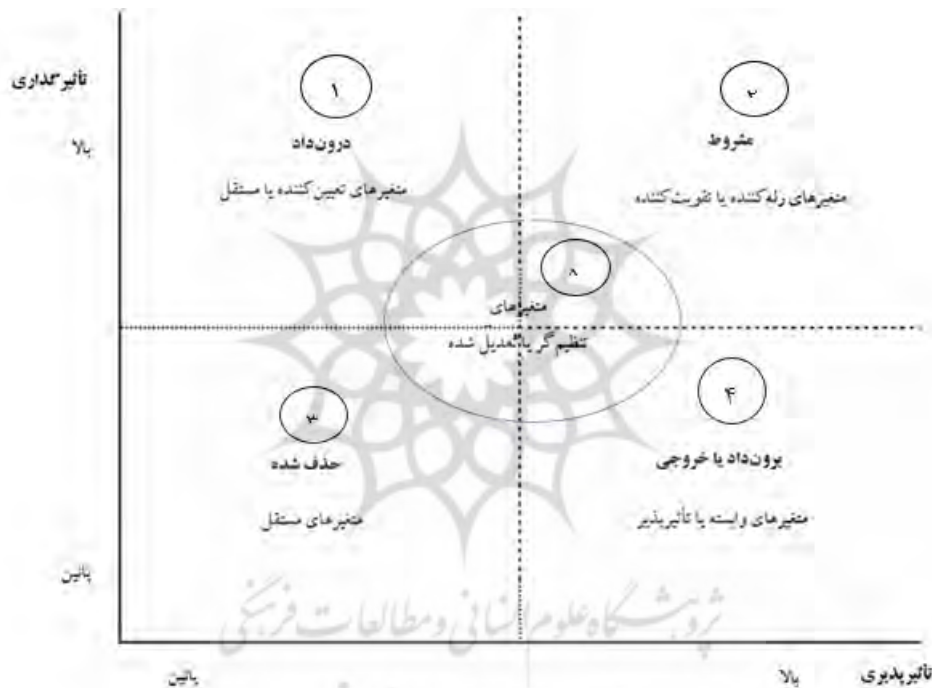 ۱
۲
تأثیرگذاری
درون‌داد
مشروط
بالا
متغیرهای تعیین‌کننده یا مستقل
متغیرهای رله‌کننده یا تقویت‌کننده
متغیرهای
تنظیم‌گر یا تعدیل شده
۴
۳
حذف شده
برون‌داد یا خروجی
متغیرهای مستقل
متغیرهای وابسته یا تأثیرپذیر
پائین
پژوهشگاه علوم انسانی و مطالعات فرهنگی
پائین
بالا
تأثیرپذیری